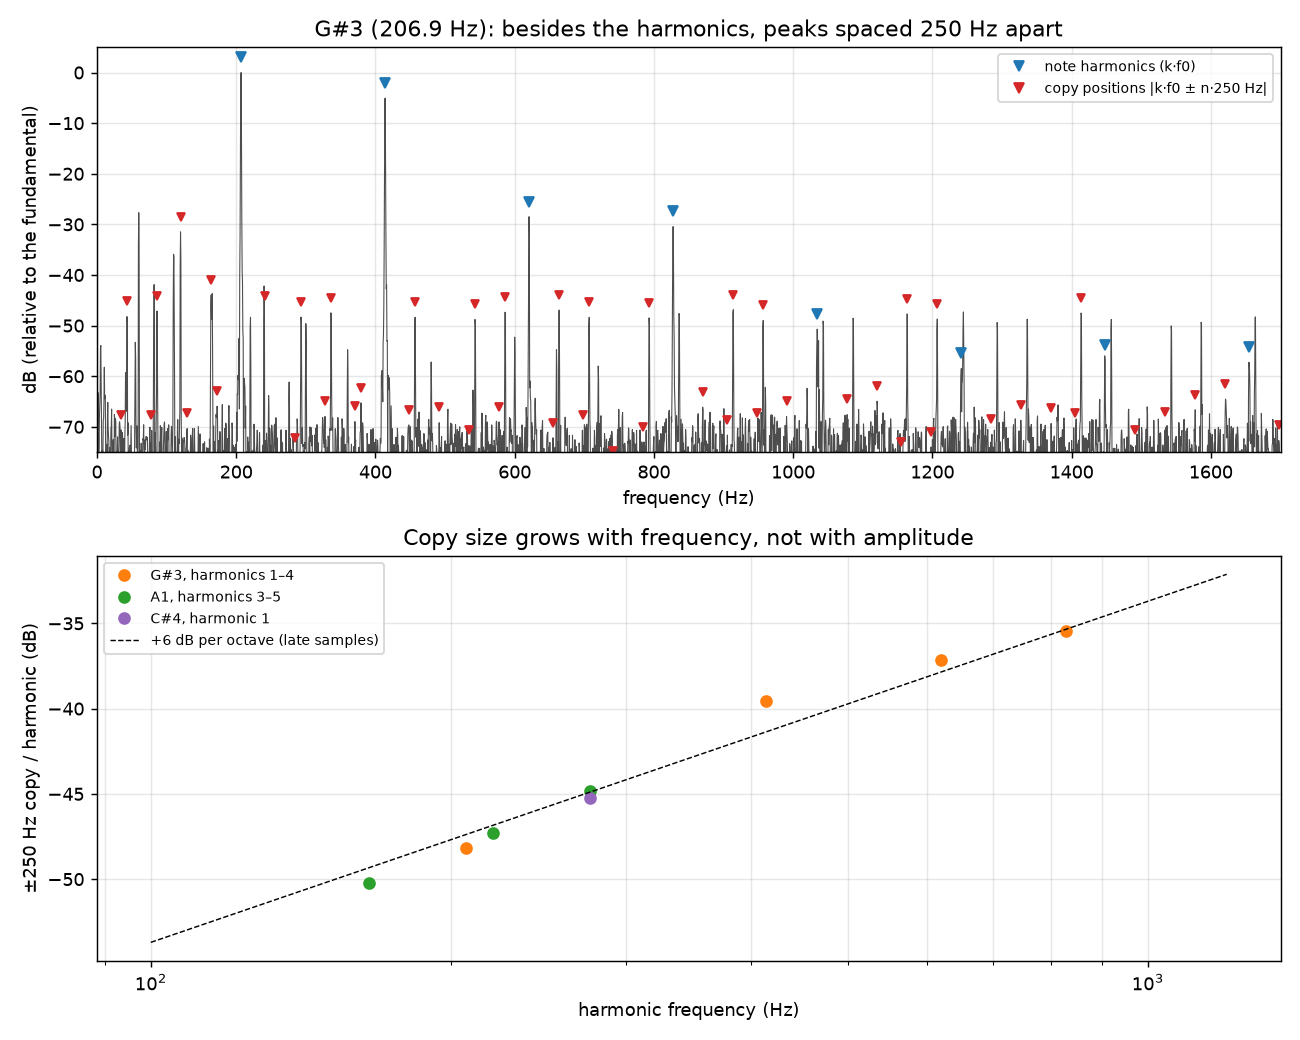 G#3 (206.9 Hz): besides the harmonics, peaks spaced 250 Hz apart
note harmonics (k·f0)
copy positions |k·f0 ± n·250 Hz|
dB (relative to the fundamental)
0
−10
−20
−30
−40
−50
−60
−70
0 200 400 600 800 1000 1200 1400 1600
frequency (Hz)
Copy size grows with frequency, not with amplitude
G#3, harmonics 1–4
A1, harmonics 3–5
C#4, harmonic 1
+6 dB per octave (late samples)
±250 Hz copy / harmonic (dB)
−35
−40
−45
−50
10² 10³
harmonic frequency (Hz)